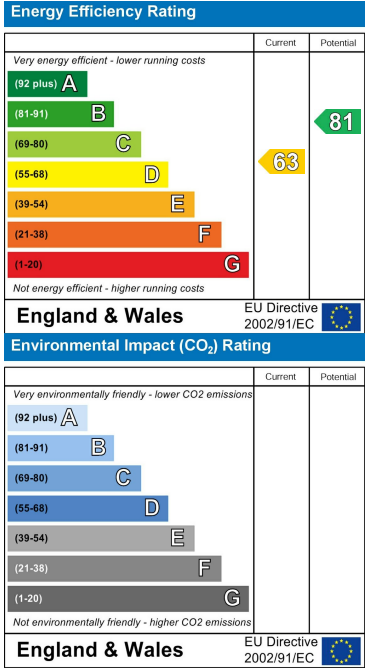 Energy Efficiency Rating
Current Potential
Very energy efficient - lower running costs
(92 plus) A
(81-91) B
81
(69-80) C
(55-68) D
63
(39-54) E
(21-38) F
(1-20) G
Not energy efficient - higher running costs
England & Wales
EU Directive
2002/91/EC
Environmental Impact (CO₂) Rating
Current Potential
Very environmentally friendly - lower CO2 emissions
(92 plus) A
(81-91) B
(69-80) C
(55-68) D
(39-54) E
(21-38) F
(1-20) G
Not environmentally friendly - higher CO2 emissions
England & Wales
EU Directive
2002/91/EC